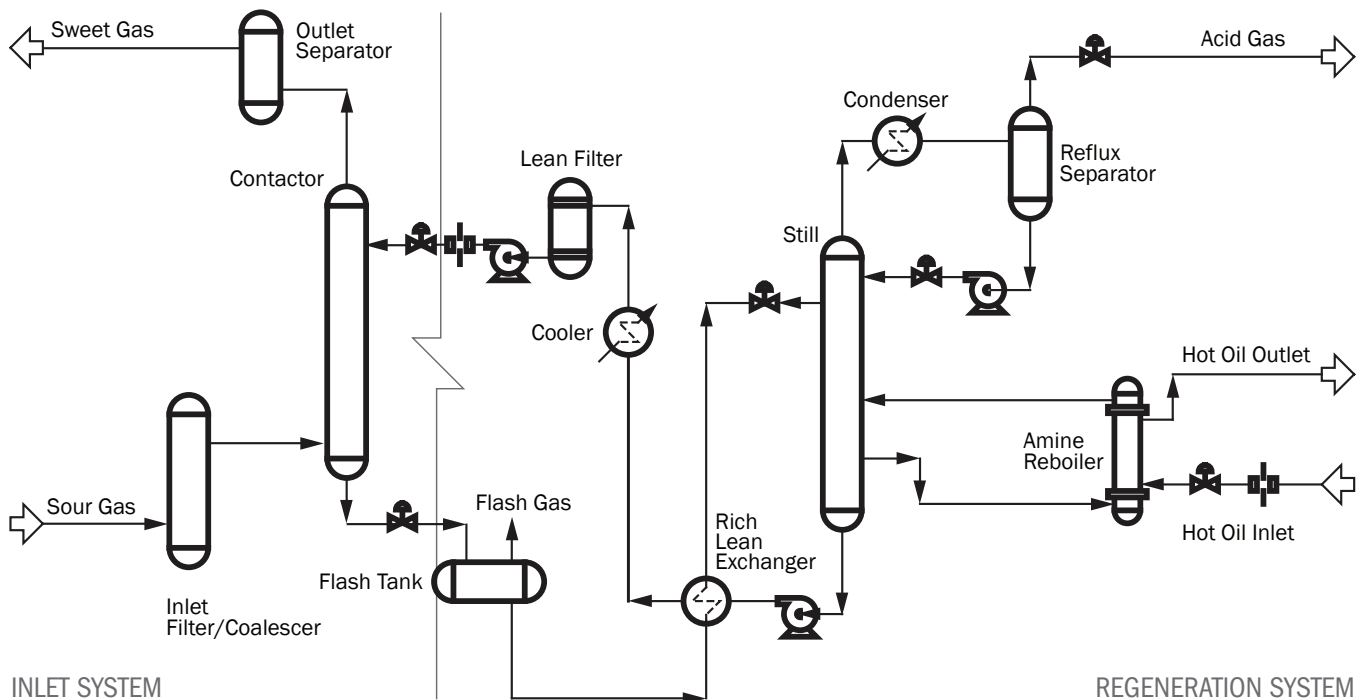 Sweet Gas
Outlet
Separator
Acid Gas
Condenser
Lean Filter
Contactor
Reflux
Separator
Still
Cooler
Hot Oil Outlet
Amine
Reboiler
Sour Gas
Flash Gas
Rich
Lean
Exchanger
Hot Oil Inlet
Flash Tank
Inlet
Filter/Coalescer
INLET SYSTEM
REGENERATION SYSTEM